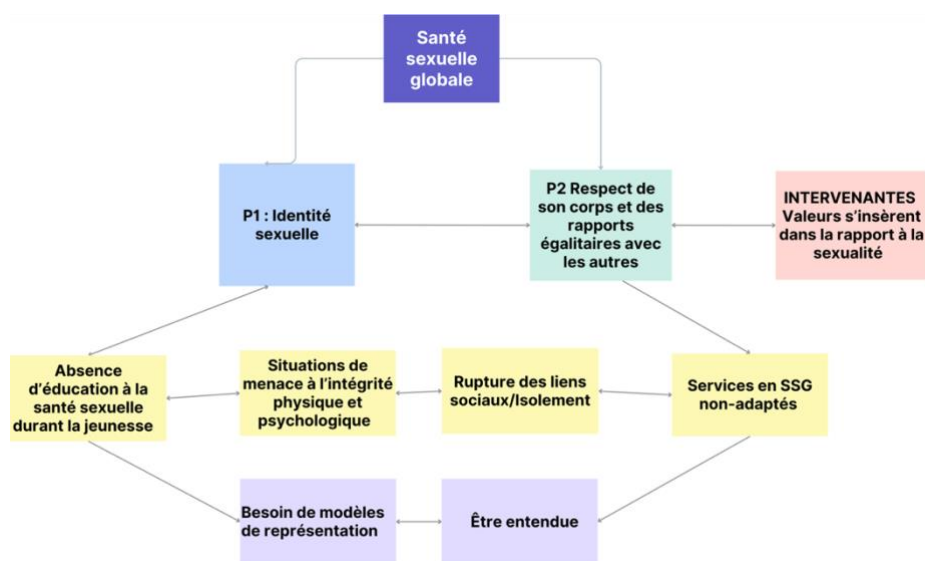 Santé
sexuelle
globale
P1 : Identité
sexuelle
P2 Respect de
son corps et des
rapports
égalitaires avec
les autres
INTERVENANTES
Valeurs s'insèrent
dans la rapport à la
sexualité
Absence
d'éducation à la
santé sexuelle
durant la jeunesse
Situations de
menace à l'intégrité
physique et
psychologique
Rupture des liens
sociaux/Isolement
Services en SSG
non-adaptés
Besoin de modèles
de représentation
Être entendue